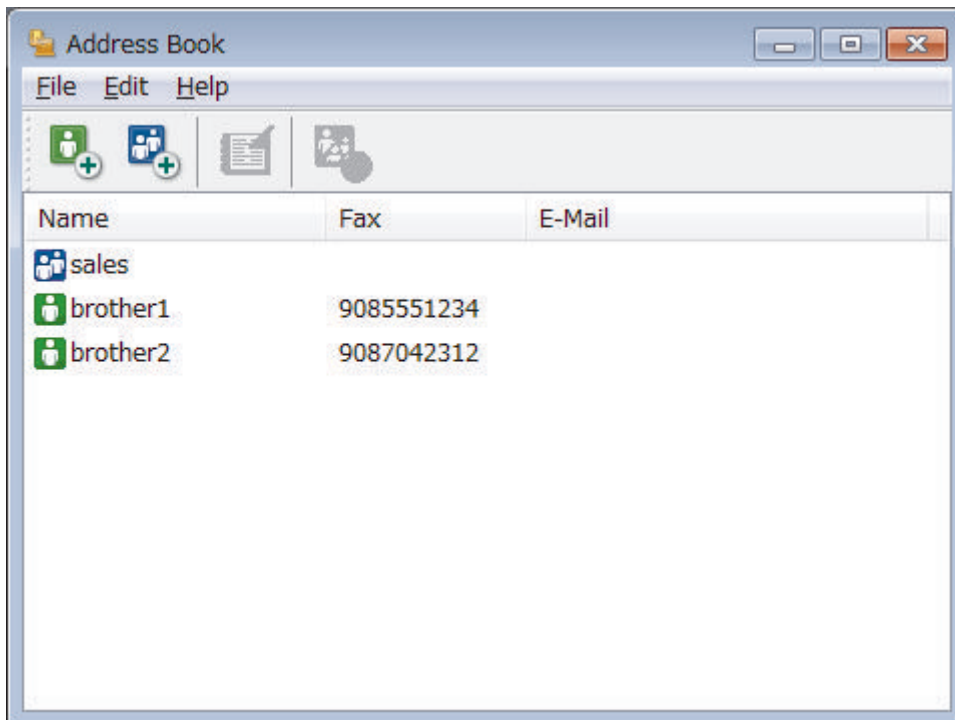 Address Book
File Edit Help
Name Fax E-Mail
sales
brother1 9085551234
brother2 9087042312